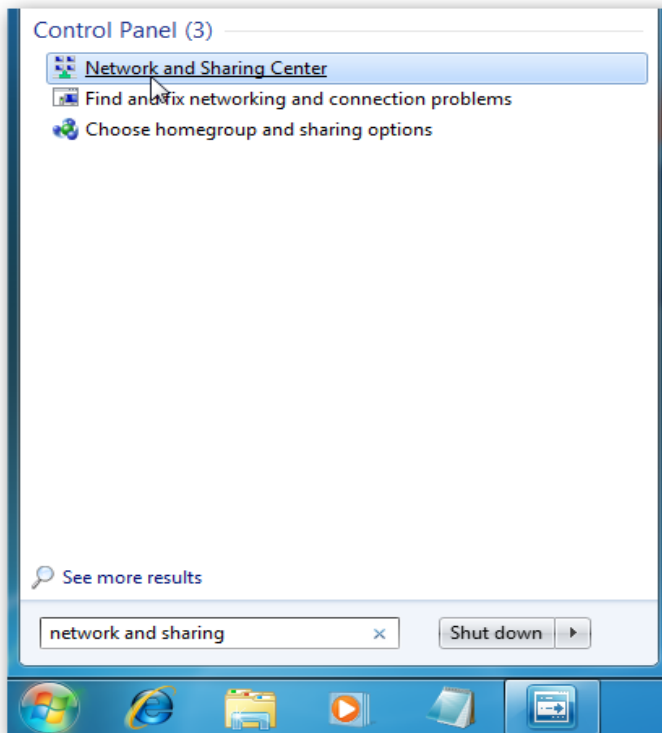 Control Panel (3)
Network and Sharing Center
Find and fix networking and connection problems
Choose homegroup and sharing options
See more results
network and sharing
Shut down